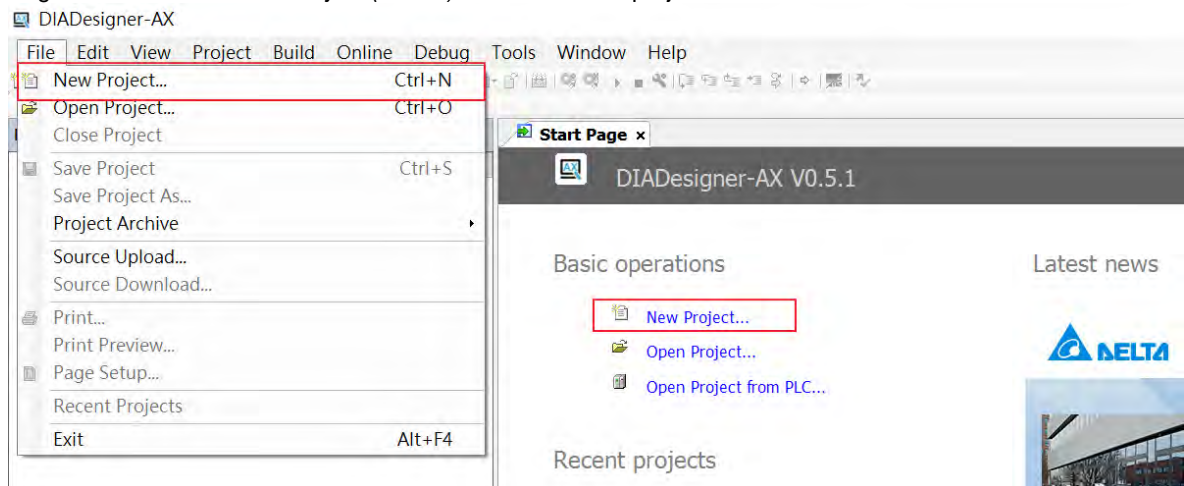 DIADesigner-AX
File Edit View Project Build Online Debug Tools Window Help
New Project... Ctrl+N
Open Project... Ctrl+O
Close Project
Save Project Ctrl+S
Save Project As...
Project Archive
Source Upload...
Source Download...
Print...
Print Preview...
Page Setup...
Recent Projects
Exit Alt+F4
Start Page ×
AX
DIADesigner-AX V0.5.1
Basic operations
New Project...
Open Project...
Open Project from PLC...
Recent projects
Latest news
DELTA